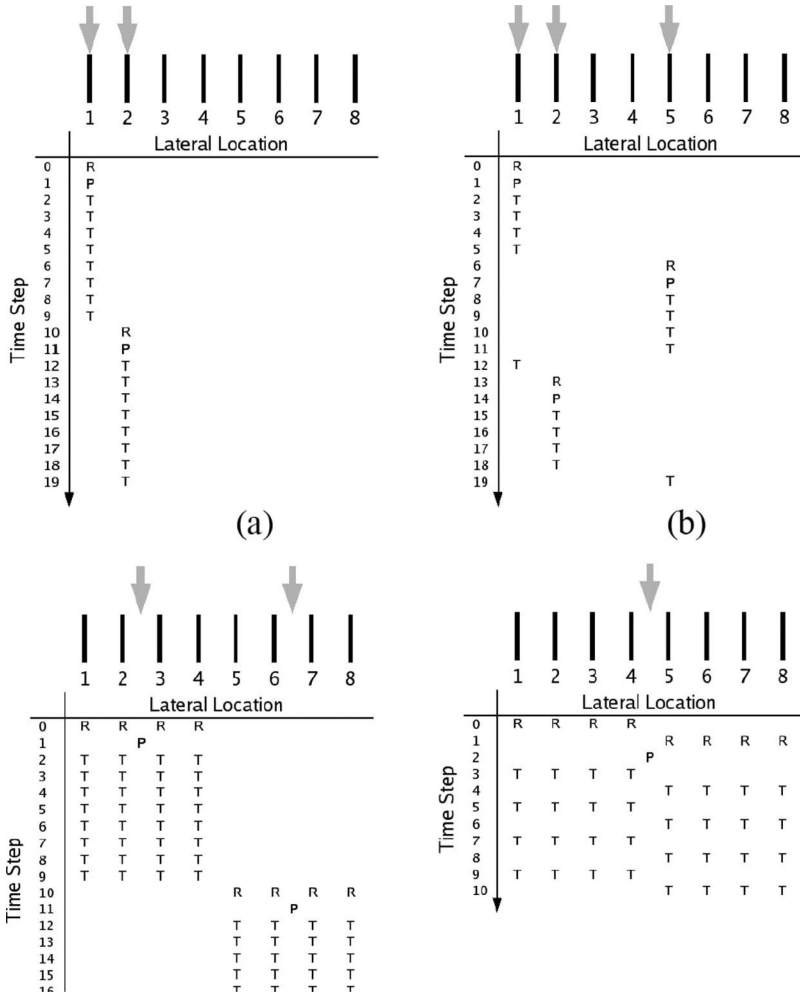 1 2 3 4 5 6 7 8
Lateral Location
Time Step
0 R
1 P
2 T
3 T
4 T
5 T
6 T
7 T
8 T
9 T
10 R
11 P
12 T
13 T
14 T
15 T
16 T
17 T
18 T
19 T
(a)
1 2 3 4 5 6 7 8
Lateral Location
Time Step
0 R
1 P
2 T
3 T
4 T
5 T
6 R
7 P
8 T
9 T
10 T
11 T
12 T
13 R
14 P
15 T
16 T
17 T
18 T
19 T
(b)
1 2 3 4 5 6 7 8
Lateral Location
Time Step
0 R R R R
1 P
2 T T T T
3 T T T T
4 T T T T
5 T T T T
6 T T T T
7 T T T T
8 T T T T
9 T T T T
10 R R R R
11 P
12 T T T T
13 T T T T
14 T T T T
15 T T T T
16 T T T T
1 2 3 4 5 6 7 8
Lateral Location
Time Step
0 R R R R
1 R R R R
2 P
3 T T T T
4 T T T T
5 T T T T
6 T T T T
7 T T T T
8 T T T T
9 T T T T
10 T T T T